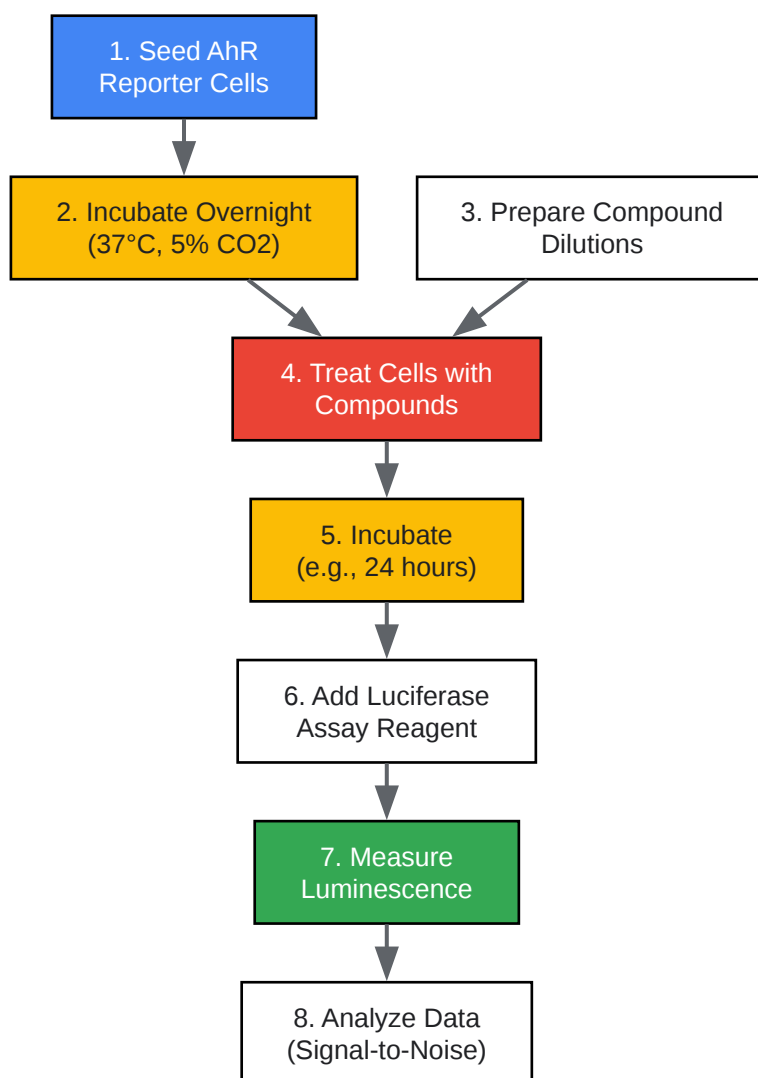 1. Seed AhR
Reporter Cells
2. Incubate Overnight
(37°C, 5% CO2)
3. Prepare Compound
Dilutions
4. Treat Cells with
Compounds
5. Incubate
(e.g., 24 hours)
6. Add Luciferase
Assay Reagent
7. Measure
Luminescence
8. Analyze Data
(Signal-to-Noise)